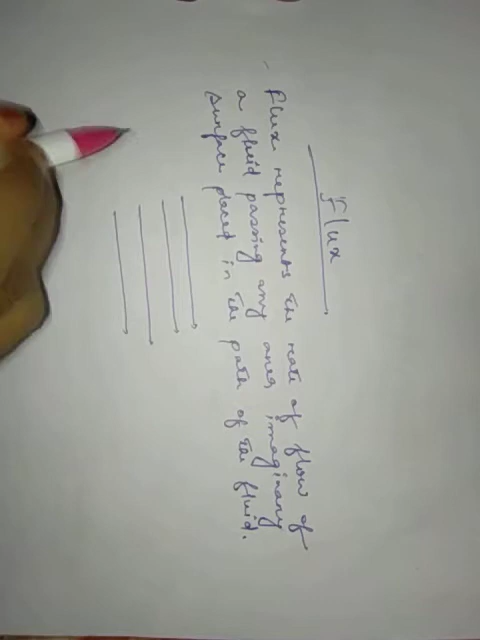 Flux
- Flux represents the rate of flow of
a fluid passing any area imaginary
surface placed in the path of the fluid.